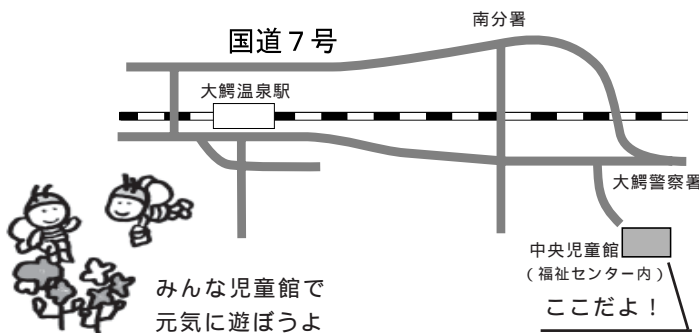 南分署
国道７号
大鰐温泉駅
大鰐警察署
中央児童館
（福祉センター内）
ここだよ！
みんな児童館で
元気に遊ぼうよ